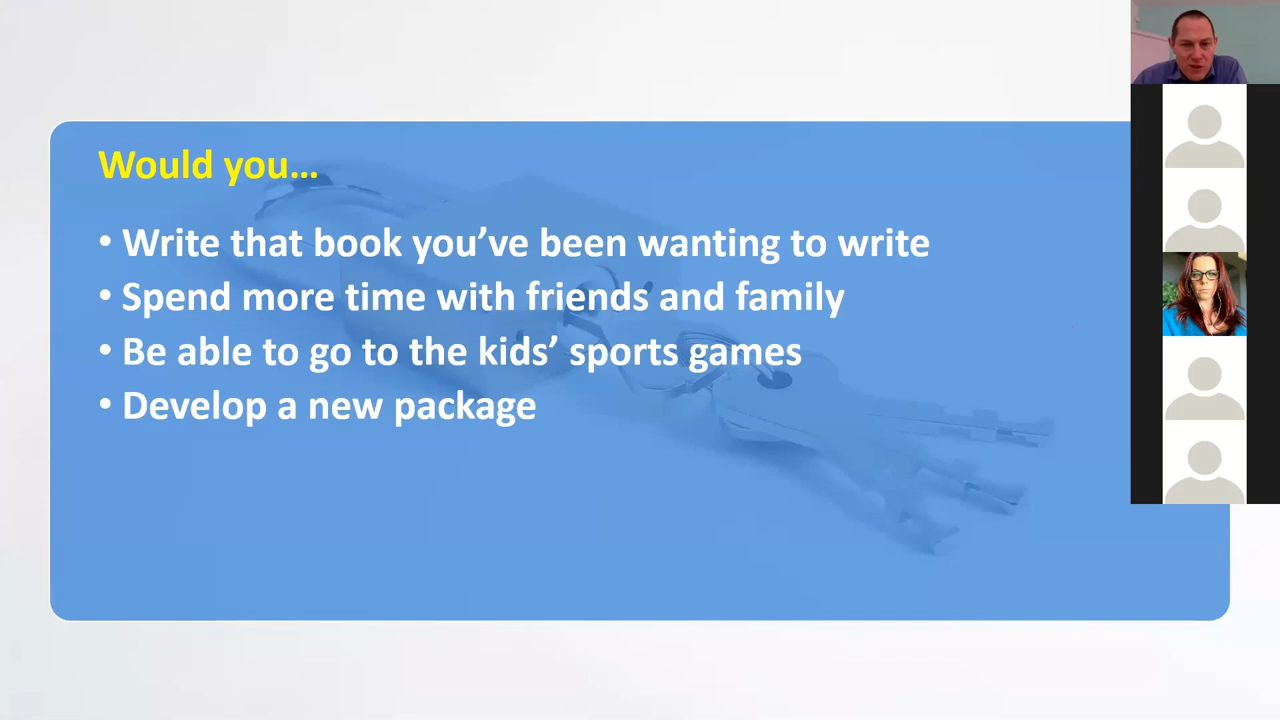 Would you...
• Write that book you’ve been wanting to write
• Spend more time with friends and family
• Be able to go to the kids’ sports games
• Develop a new package